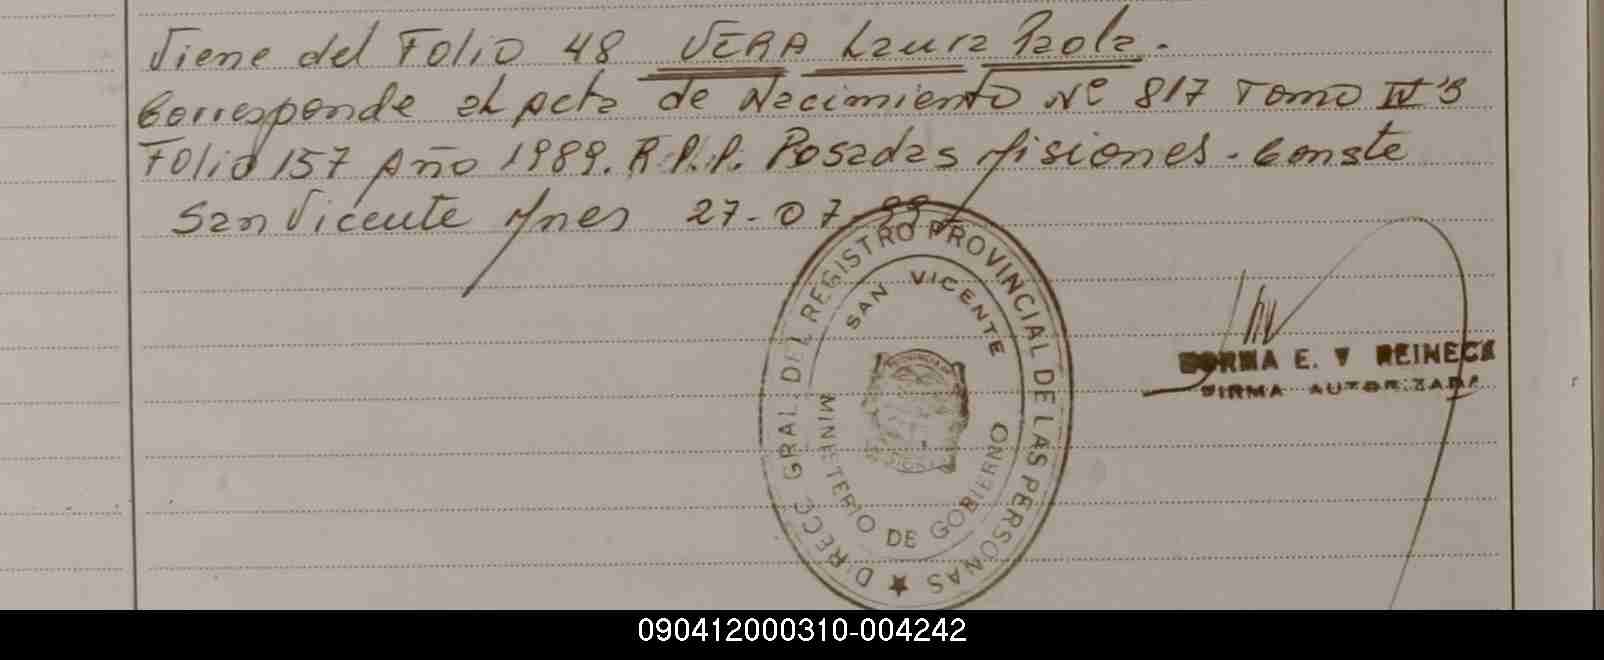 Viene del Folio 48 VERA Laura Paola.
Corresponde al acta de Nacimiento Nº 817 Tomo IV B
Folio 157 Año 1989. R.P.P. Posadas Misiones. Conste
San Vicente Mnes 27-07-99
DIRECC GRAL. DEL REGISTRO PROVINCIAL DE LAS PERSONAS
SAN VICENTE
MINISTERIO DE GOBIERNO
NORMA E. V REINECK
FIRMA AUTORIZADA
090412000310-004242